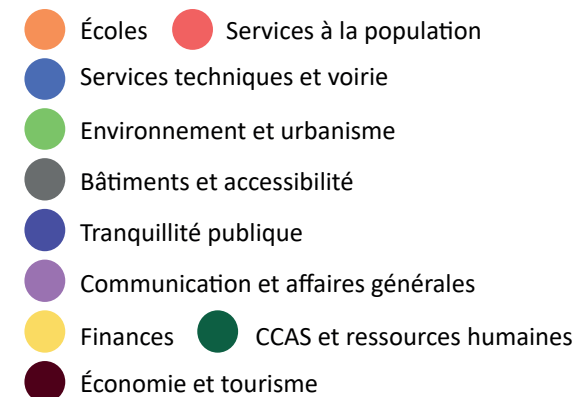 Écoles Services à la population
Services techniques et voirie
Environnement et urbanisme
Bâtiments et accessibilité
Tranquillité publique
Communication et affaires générales
Finances CCAS et ressources humaines
Économie et tourisme